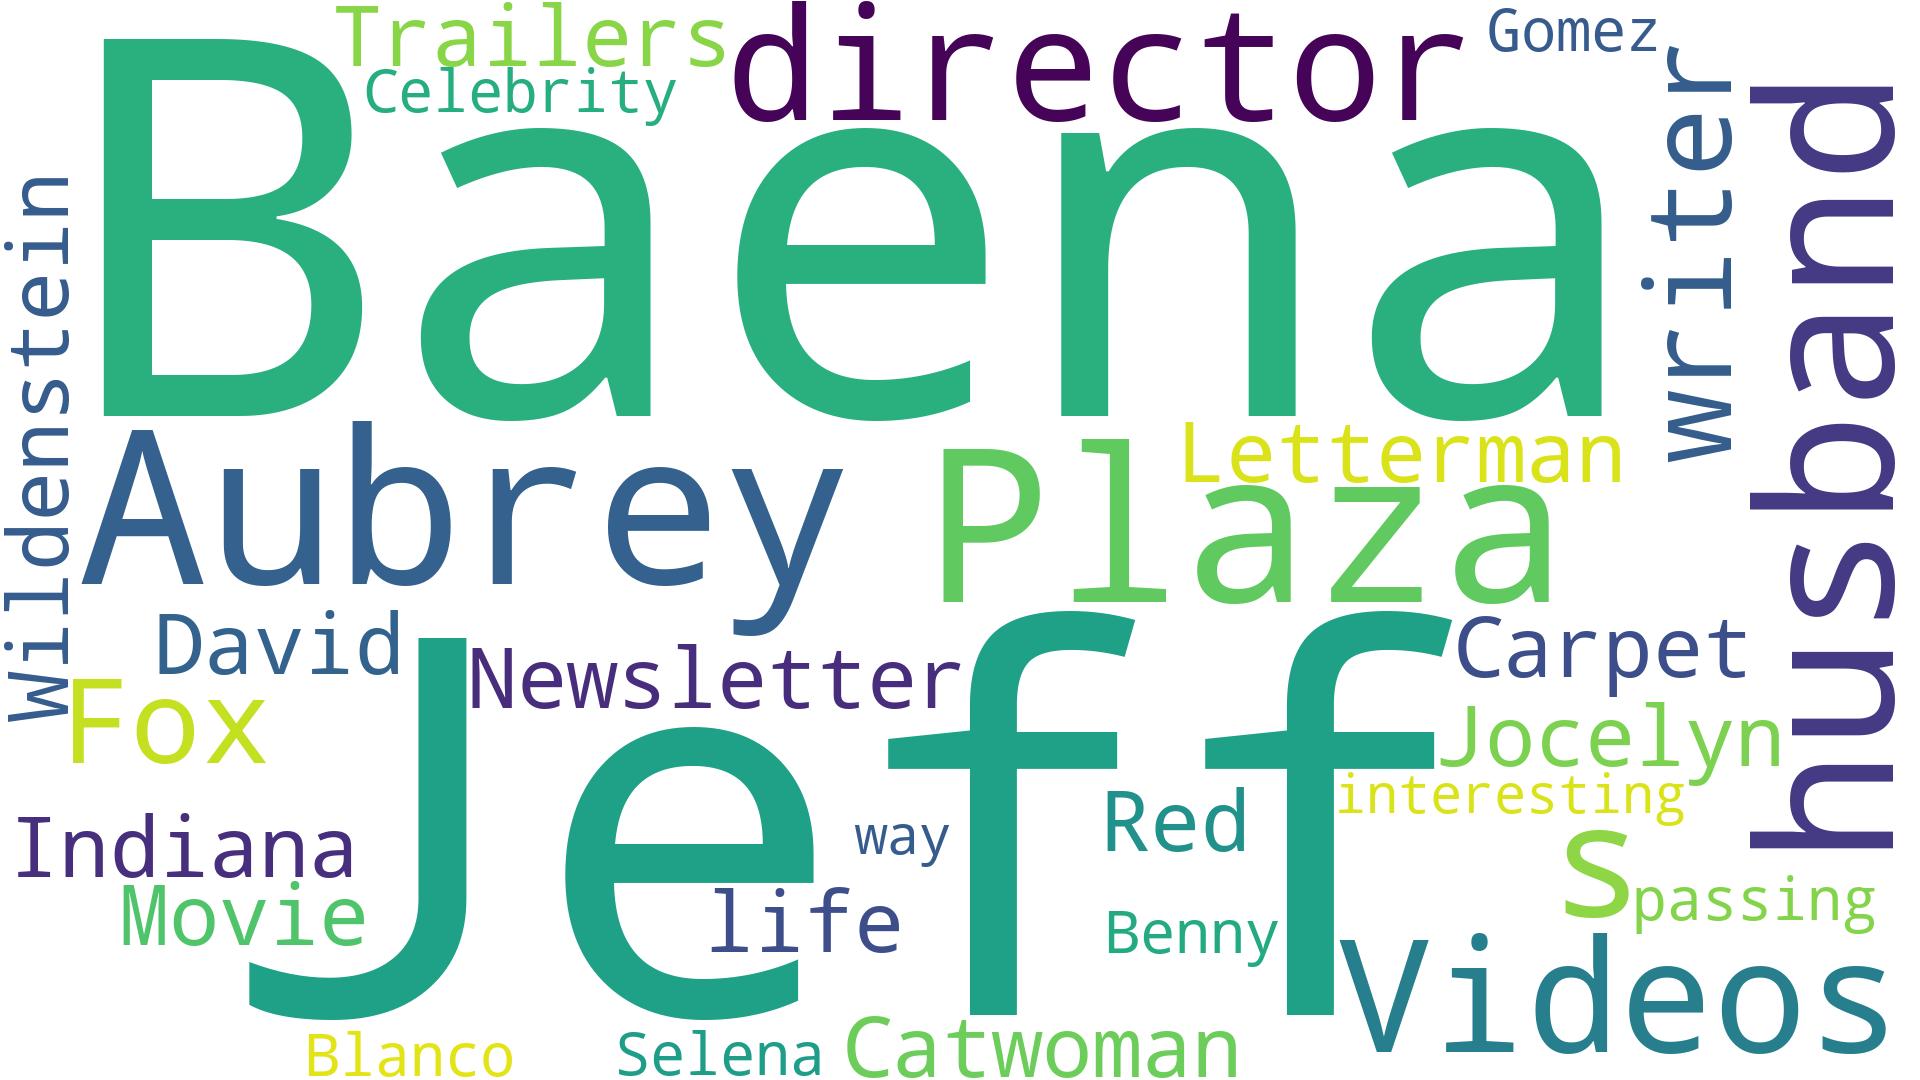 Trailers
director
Gomez
Celebrity
Baena
writer
husband
Wildenstein
Aubrey
Plaza
Letterman
David
Newsletter
Carpet
Fox
Jeff
Jocelyn
Indiana
way
Red
interesting
s
Movie
life
Benny
passing
Videos
Blanco
Selena
Catwoman